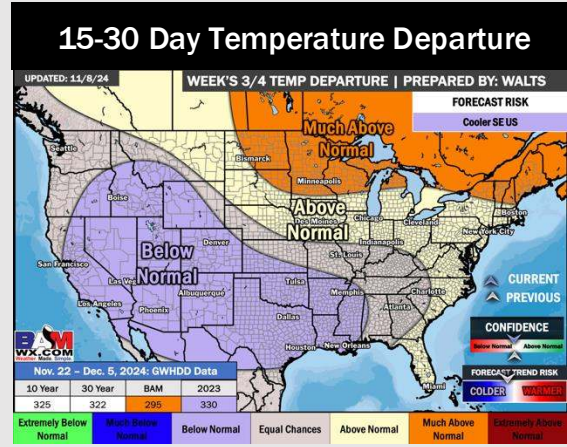 15-30 Day Temperature Departure
UPDATED: 11/8/24
WEEK'S 3/4 TEMP DEPARTURE | PREPARED BY: WALTS
FORECAST RISK
Cooler SE US
Much Above
Normal
Seattle
Bismarck
Minneapolis
Boise
Above
Normal
Des Moines
Chicago
Cleveland
Boston
New York City
Indianapolis
Below
Normal
Denver
St. Louis
San Francisco
Las Vegas
Los Angeles
Phoenix
Albuquerque
Tulsa
Memphis
Charlotte
Atlanta
Dallas
Houston
New Orleans
Miami
CURRENT
PREVIOUS
CONFIDENCE
Below Normal
Above Normal
FORECAST TREND RISK
COLDER
WARMER
BAM
WX.COM
Weather Made Simple
Nov. 22 – Dec. 5, 2024: GWHDD Data
10 Year 30 Year BAM 2023
325 322 295 330
Extremely Below Normal
Much Below Normal
Below Normal
Equal Chances
Above Normal
Much Above Normal
Extremely Above Normal